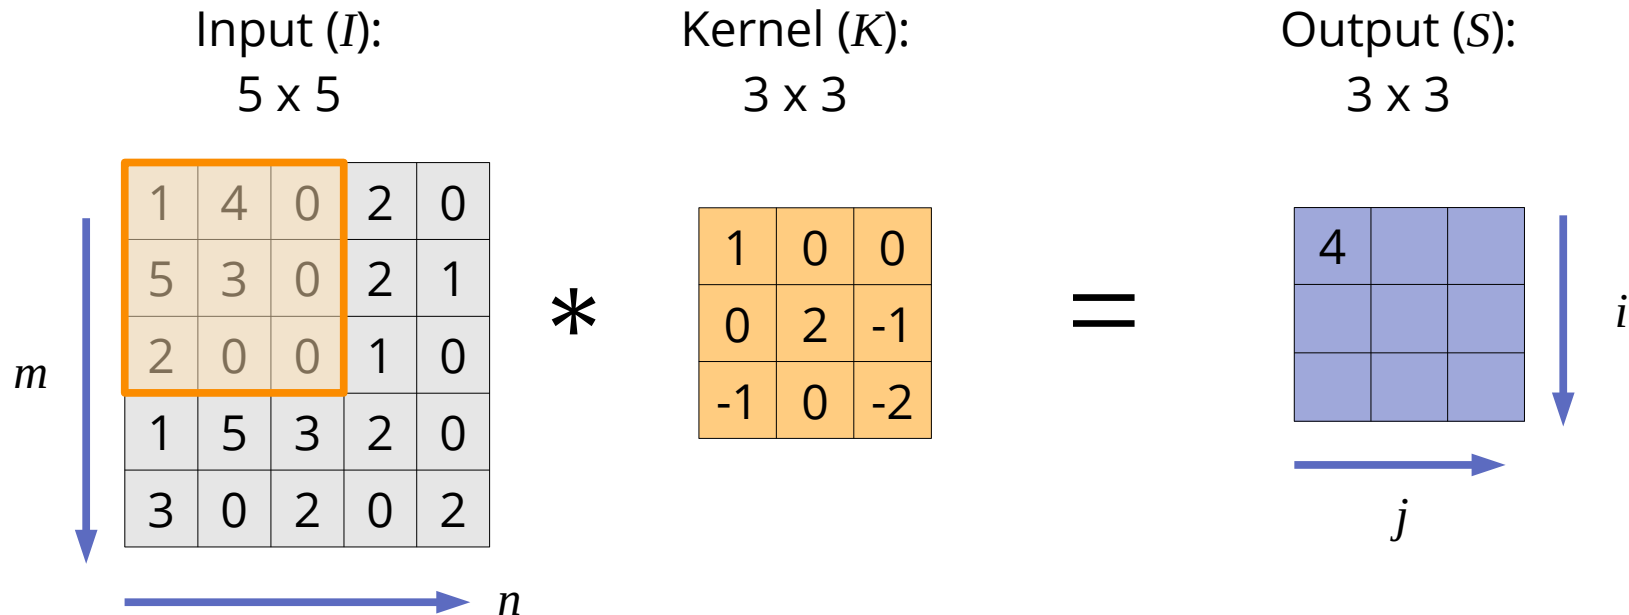 Input (I): Kernel (K): Output (S):
5 x 5 3 x 3 3 x 3
1 4 0 2 0
5 3 0 2 1
2 0 0 1 0
1 5 3 2 0
3 0 2 0 2
m
n
*
1 0 0
0 2 -1
-1 0 -2
=
4
i
j